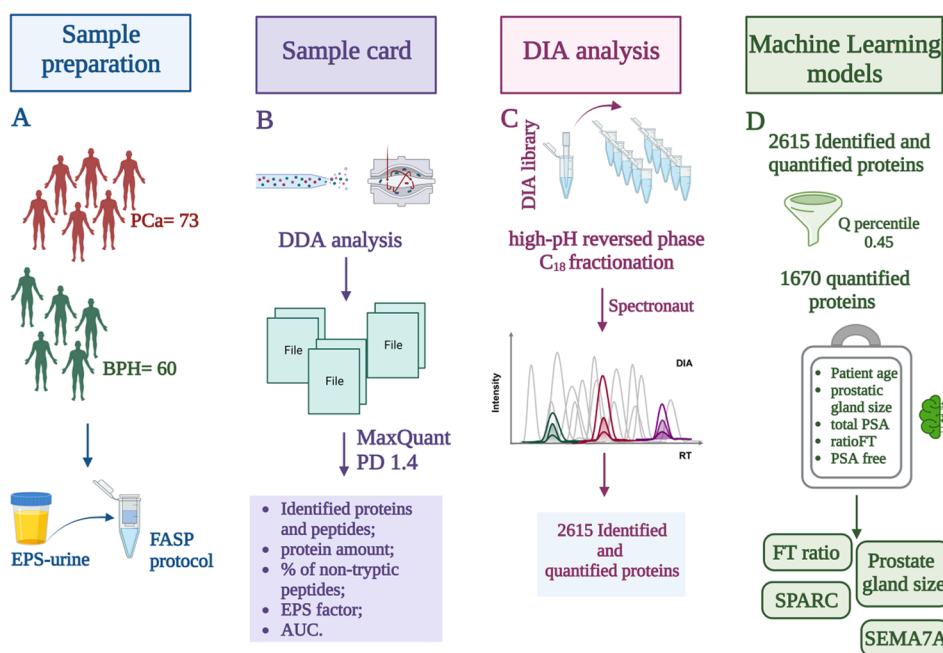 Sample
preparation
A
PCa= 73
BPH= 60
EPS-urine
FASP
protocol
Sample card
B
DDA analysis
File
File
File
MaxQuant
PD 1.4
• Identified proteins
and peptides;
• protein amount;
• % of non-tryptic
peptides;
• EPS factor;
• AUC.
DIA analysis
C
DIA library
high-pH reversed phase
C₁₈ fractionation
Spectronaut
Intensity
DIA
RT
2615 Identified
and
quantified proteins
Machine Learning
models
D
2615 Identified and
quantified proteins
Q percentile
0.45
1670 quantified
proteins
• Patient age
• prostatic
gland size
• total PSA
• ratioFT
• PSA free
FT ratio
Prostate
gland size
SPARC
SEMA7A